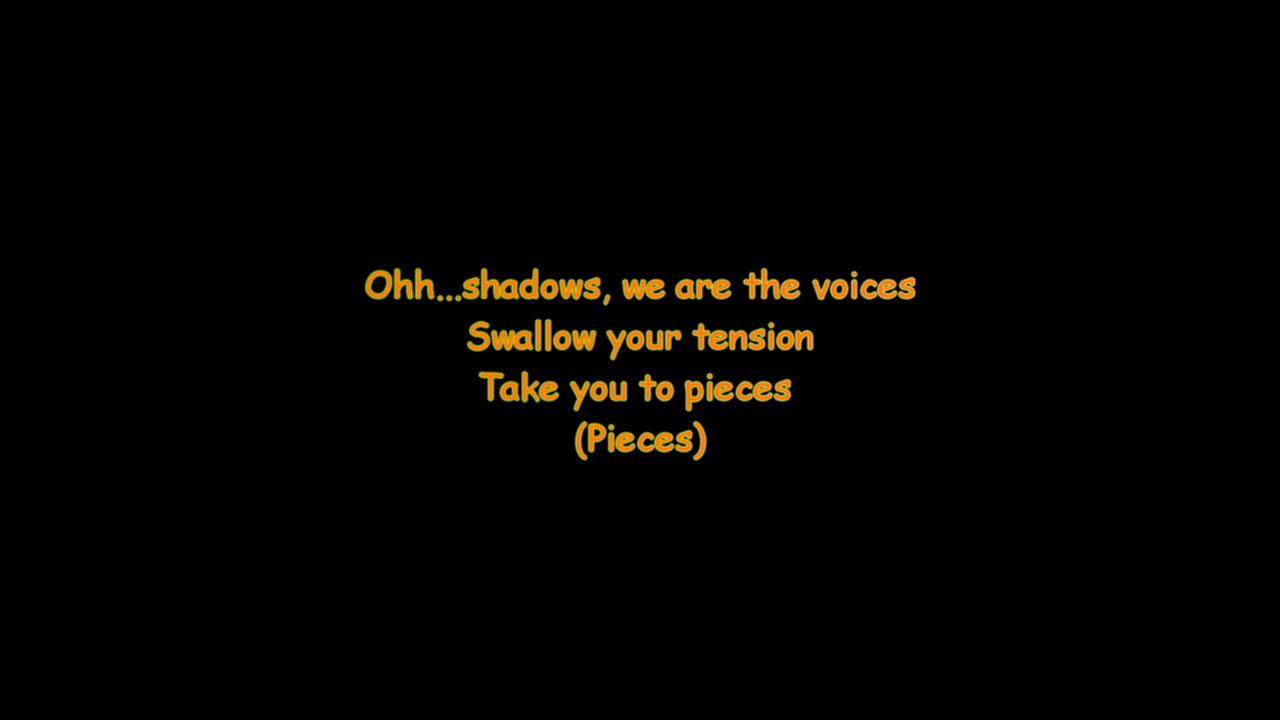 Ohh...shadows, we are the voices
Swallow your tension
Take you to pieces
(Pieces)